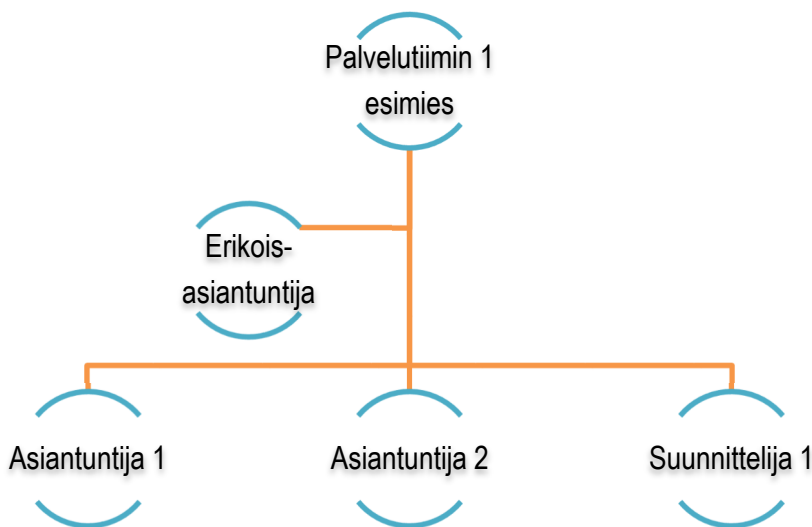 Palvelutiimin 1
esimies
Erikois-
asiantuntija
Asiantuntija 1
Asiantuntija 2
Suunnittelija 1